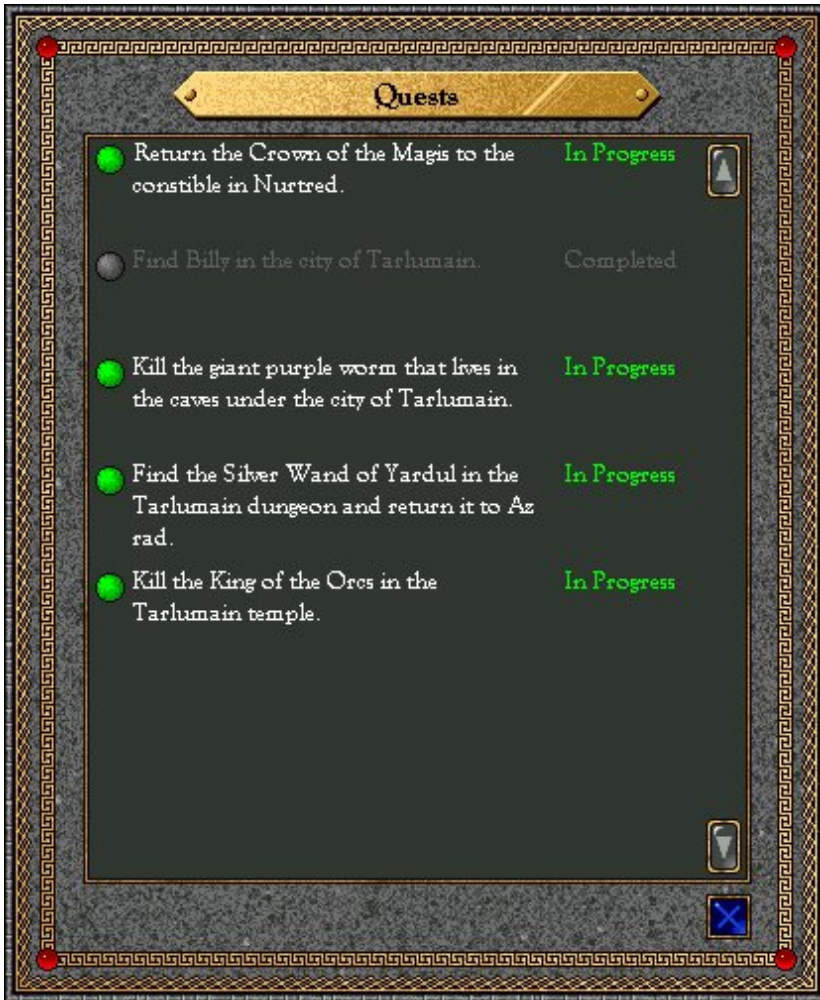 Quests
Return the Crown of the Magis to the In Progress
constible in Nurtred.
Find Billy in the city of Tarlumain. Completed
Kill the giant purple worm that lives in In Progress
the caves under the city of Tarlumain.
Find the Silver Wand of Yardul in the In Progress
Tarlumain dungeon and return it to Az
rad.
Kill the King of the Orcs in the In Progress
Tarlumain temple.